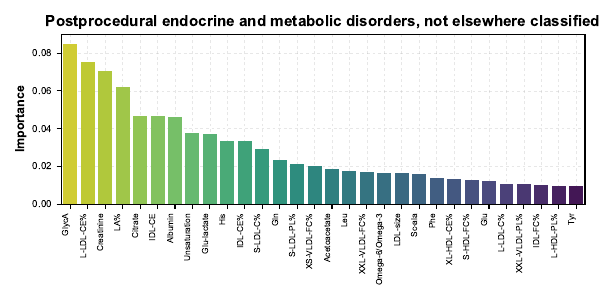 Postprocedural endocrine and metabolic disorders, not elsewhere classified
Importance
0.08
0.06
0.04
0.02
0.00
GlycA
L-LDL-CE%
Creatinine
LA%
Citrate
IDL-CE
Albumin
Unsaturation
Glu-lactate
His
IDL-CE%
S-LDL-C%
Gln
S-LDL-PL%
XS-VLDL-FC%
Acetoacetate
Leu
XXL-VLDL-FC%
Omega-6/Omega-3
LDL-size
Sc-ala
Phe
XL-HDL-CE%
S-HDL-FC%
Glu
L-LDL-C%
XXL-VLDL-PL%
IDL-FC%
L-HDL-PL%
Tyr